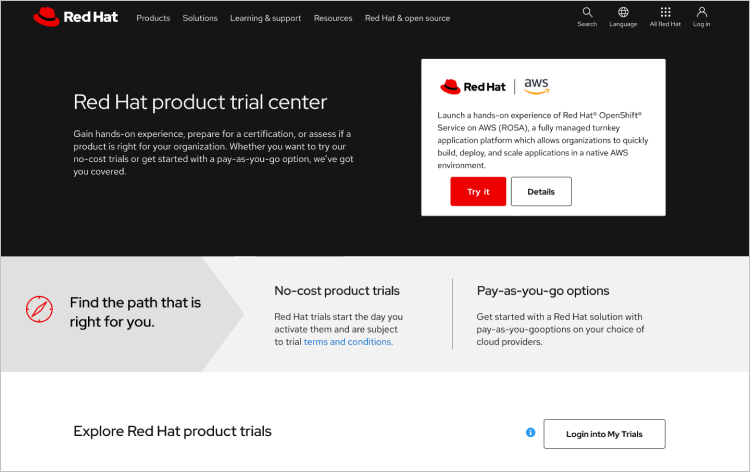 Red Hat
Products
Solutions
Learning & support
Resources
Red Hat & open source
Search
Language
All Red Hat
Log in
Red Hat product trial center
Gain hands-on experience, prepare for a certification, or assess if a
product is right for your organization. Whether you want to try our
no-cost trials or get started with a pay-as-you-go option, we've got
you covered.
Red Hat
aws
Launch a hands-on experience of Red Hat® OpenShift®
Service on AWS (ROSA), a fully managed turnkey
application platform which allows organizations to quickly
build, deploy, and scale applications in a native AWS
environment.
Try it
Details
Find the path that is
right for you.
No-cost product trials
Red Hat trials start the day you
activate them and are subject
to trial terms and conditions.
Pay-as-you-go options
Get started with a Red Hat solution with
pay-as-you-gooptions on your choice of
cloud providers.
Explore Red Hat product trials
Login into My Trials